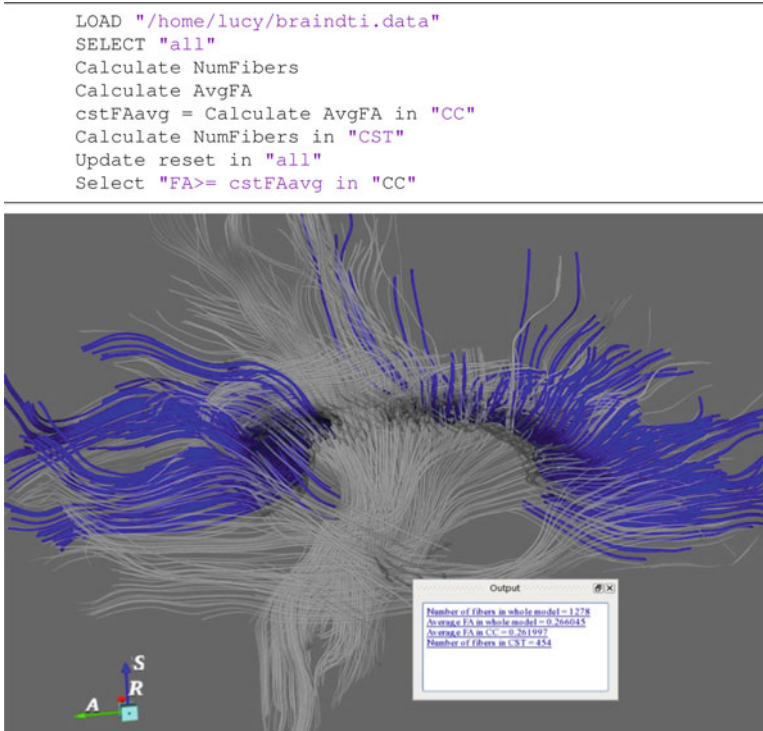 LOAD "/home/lucy/braindti.data"
SELECT "all"
Calculate NumFibers
Calculate AvgFA
cstFAavg = Calculate AvgFA in "CC"
Calculate NumFibers in "CST"
Update reset in "all"
Select "FA>= cstFAavg in "CC"
Output
Number of fibers in whole model = 1278
Average FA in whole model = 0.266045
Average FA in CC = 0.261997
Number of fibers in CST = 454
S
R
A